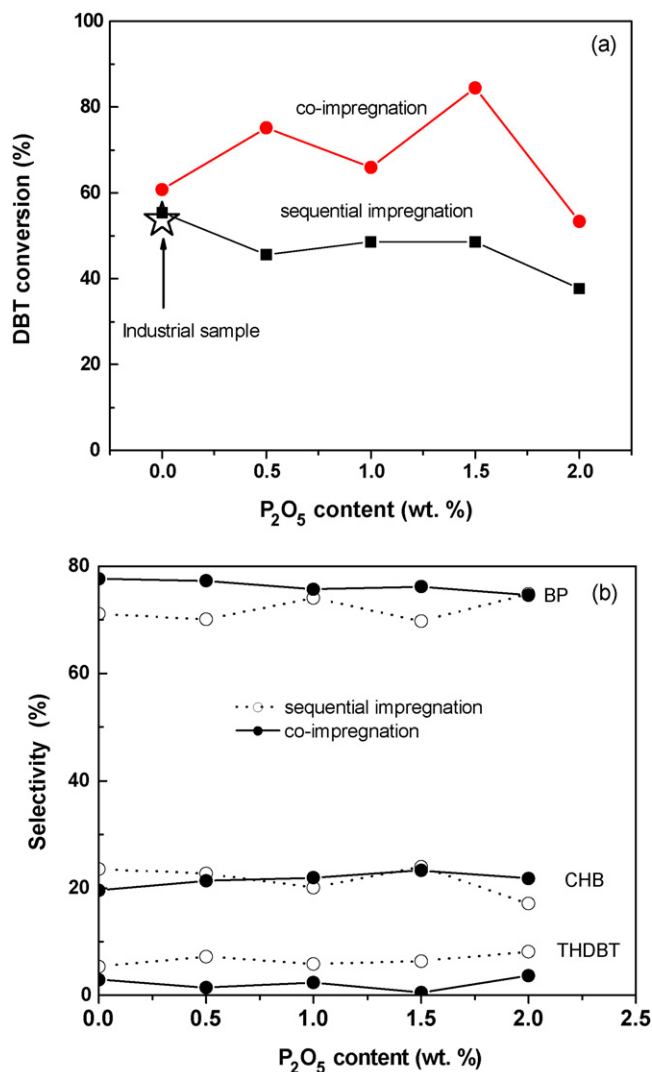 100
(a)
80
co-impregnation
60
sequential impregnation
40
Industrial sample
20
0
DBT conversion (%)
0.0 0.5 1.0 1.5 2.0
P₂O₅ content (wt. %)
80
BP
(b)
60
sequential impregnation
co-impregnation
40
20
CHB
THDBT
0
Selectivity (%)
0.0 0.5 1.0 1.5 2.0 2.5
P₂O₅ content (wt. %)